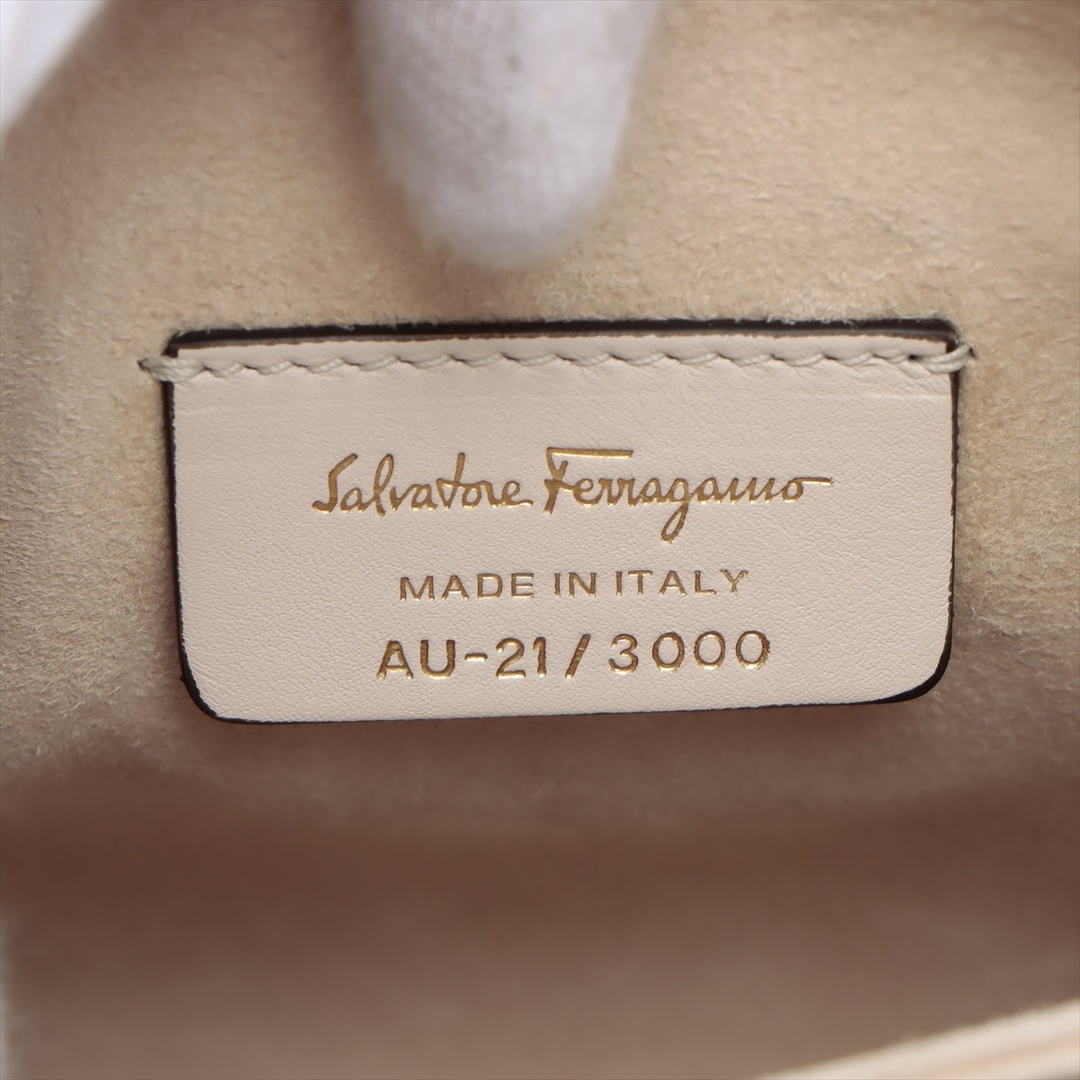 Salvatore Ferragamo
MADE IN ITALY
AU-21/3000